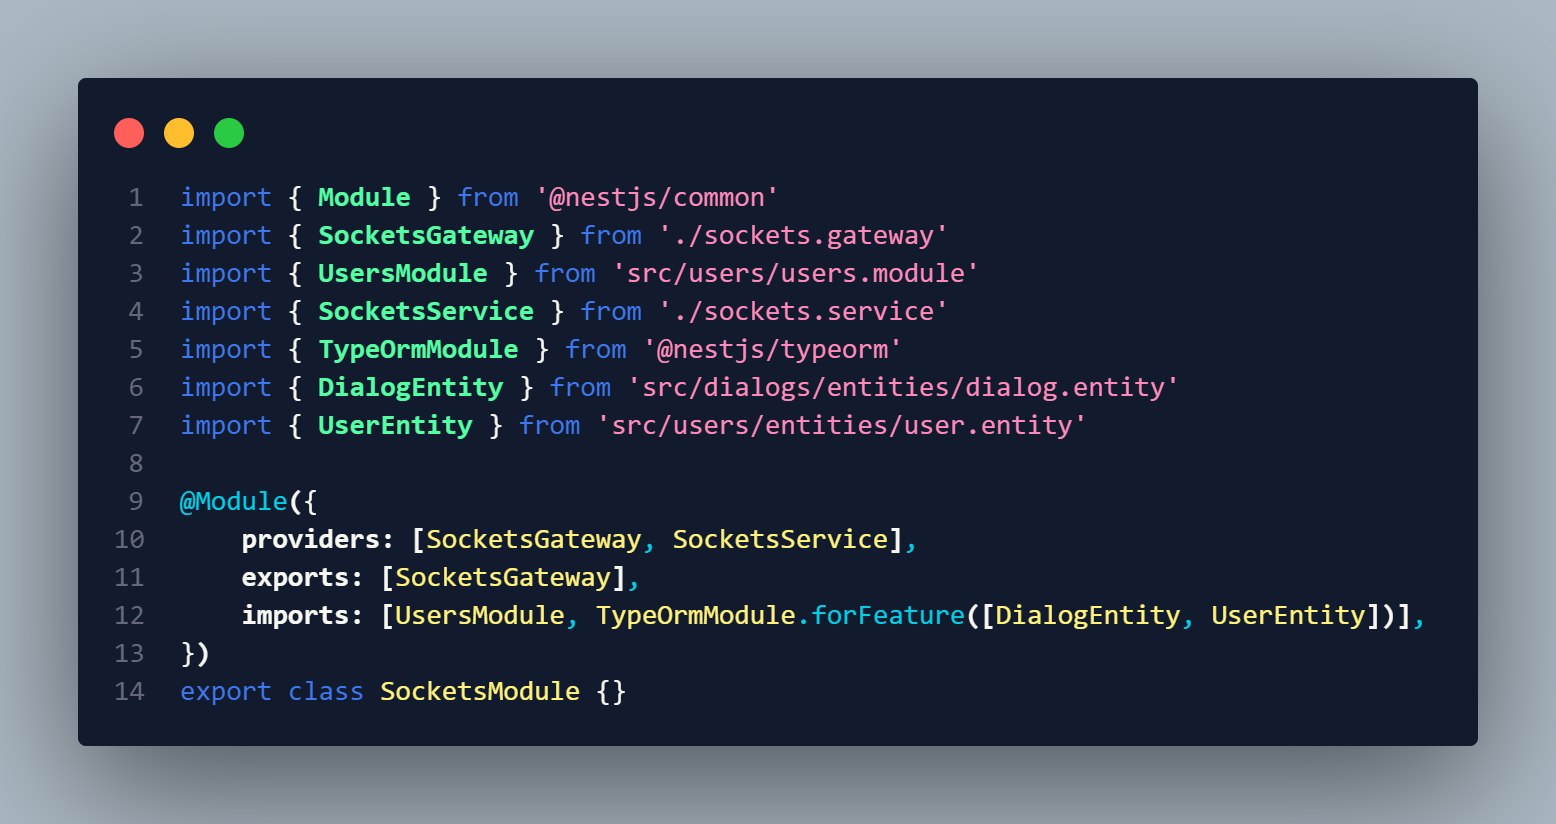 1 import { Module } from '@nestjs/common'
2 import { SocketsGateway } from './sockets.gateway'
3 import { UsersModule } from 'src/users/users.module'
4 import { SocketsService } from './sockets.service'
5 import { TypeOrmModule } from '@nestjs/typeorm'
6 import { DialogEntity } from 'src/dialogs/entities/dialog.entity'
7 import { UserEntity } from 'src/users/entities/user.entity'
8
9 @Module({
10     providers: [SocketsGateway, SocketsService],
11     exports: [SocketsGateway],
12     imports: [UsersModule, TypeOrmModule.forFeature([DialogEntity, UserEntity])],
13 })
14 export class SocketsModule {}